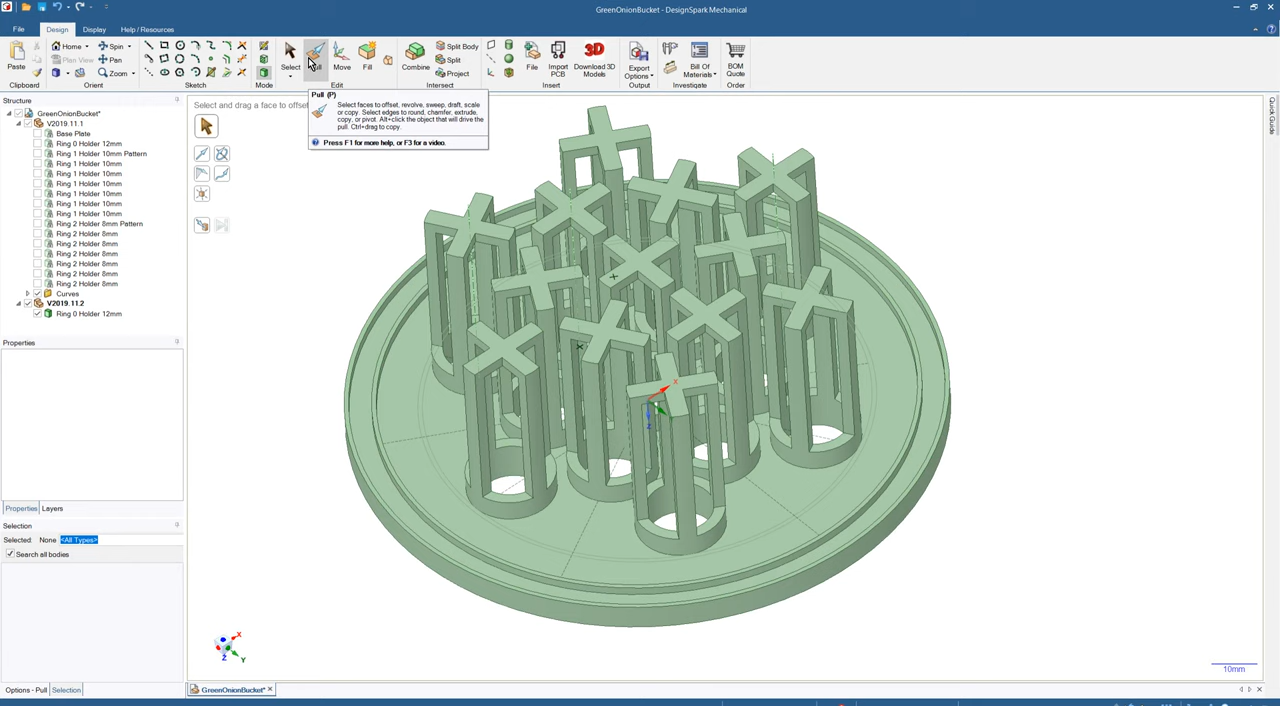 GreenOnionBucket - DesignSpark Mechanical
File
Design
Display
Help / Resources
Home
Spin
Plan View
Pan
Zoom
Paste
Select
Pull
Move
Fill
Combine
Split Body
Split
Project
File
Import PCB
Download 3D Models
Export Options
Bill Of Materials
BOM Quote
Clipboard
Orient
Sketch
Mode
Edit
Intersect
Insert
Output
Investigate
Order
Structure
Select and drag a face to offset
Pull (P)
Select faces to offset, revolve, sweep, draft, scale
or copy. Select edges to round, chamfer, extrude,
copy, or pivot. Alt+click the object that will drive the
pull. Ctrl+drag to copy.
Press F1 for more help, or F3 for a video.
Quick Guide
GreenOnionBucket*
V2019.11.1
Base Plate
Ring 0 Holder 12mm
Ring 1 Holder 10mm Pattern
Ring 1 Holder 10mm
Ring 1 Holder 10mm
Ring 1 Holder 10mm
Ring 1 Holder 10mm
Ring 1 Holder 10mm
Ring 1 Holder 10mm
Ring 2 Holder 8mm Pattern
Ring 2 Holder 8mm
Ring 2 Holder 8mm
Ring 2 Holder 8mm
Ring 2 Holder 8mm
Ring 2 Holder 8mm
Ring 2 Holder 8mm
Curves
V2019.11.2
Ring 0 Holder 12mm
Properties
Properties
Layers
Selection
Selected: None <All Types>
Search all bodies
X
Z
X
Y
Z
10mm
Options - Pull
Selection
GreenOnionBucket*